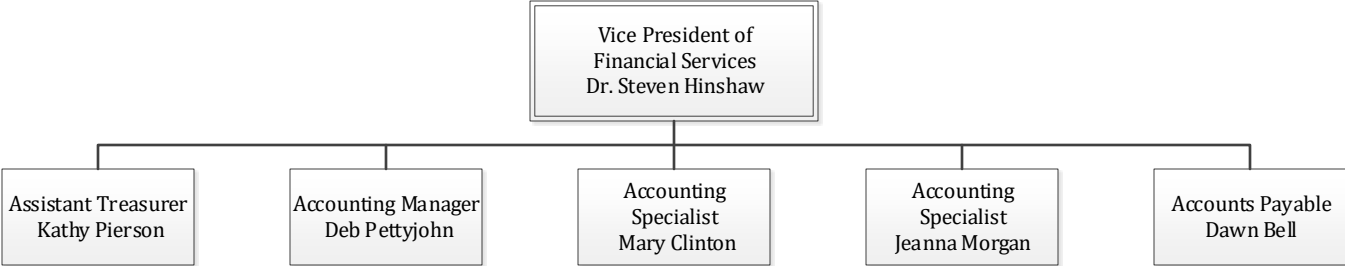 Vice President of
Financial Services
Dr. Steven Hinshaw
Assistant Treasurer
Kathy Pierson
Accounting Manager
Deb Pettyjohn
Accounting
Specialist
Mary Clinton
Accounting
Specialist
Jeanna Morgan
Accounts Payable
Dawn Bell